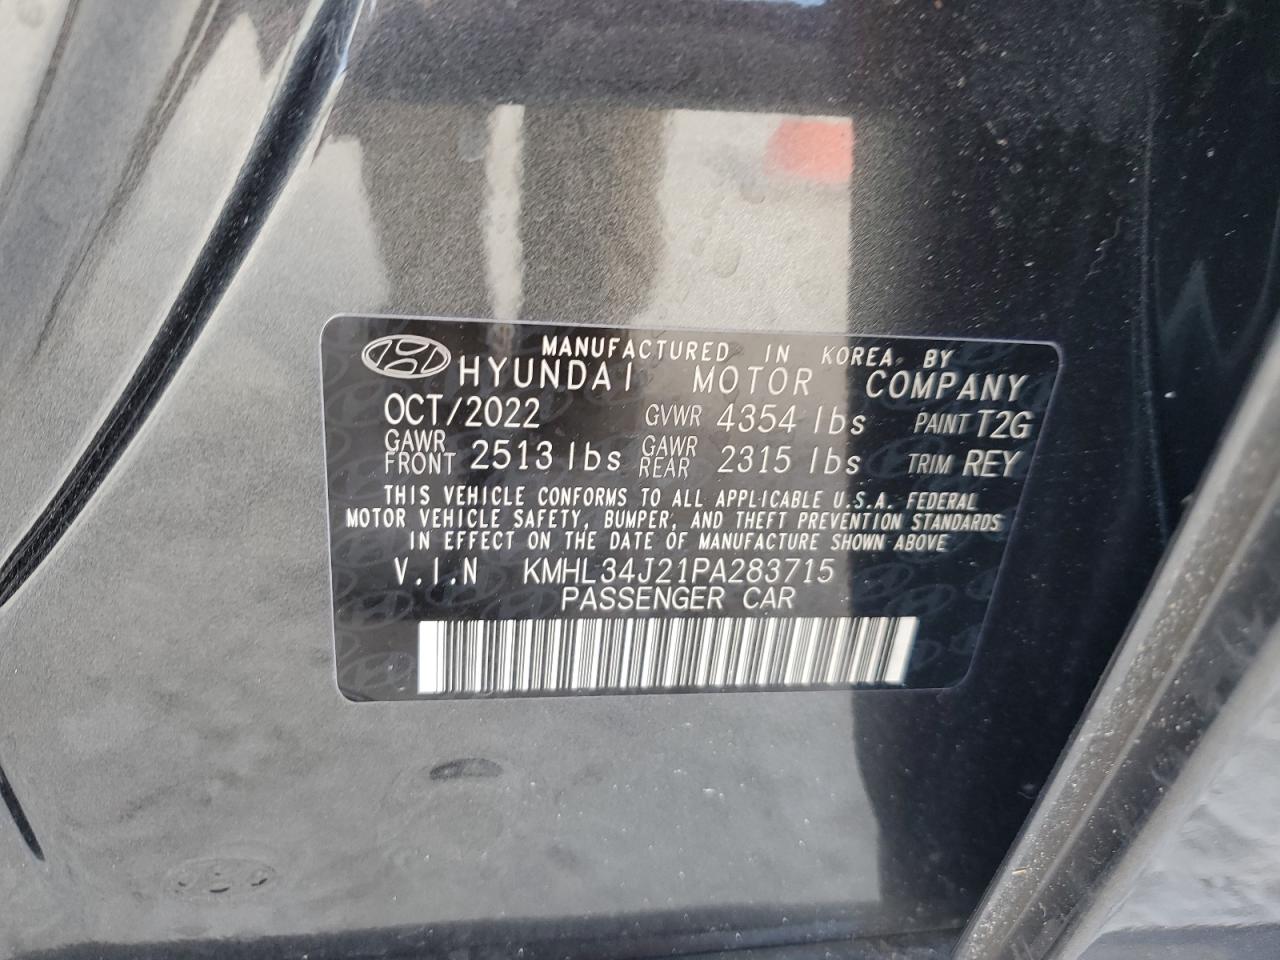 MANUFACTURED IN KOREA BY
HYUNDAI MOTOR COMPANY
OCT/2022 GVWR 4354 lbs PAINT T2G
GAWR FRONT 2513 lbs GAWR REAR 2315 lbs TRIM REY
THIS VEHICLE CONFORMS TO ALL APPLICABLE U.S.A. FEDERAL
MOTOR VEHICLE SAFETY, BUMPER, AND THEFT PREVENTION STANDARDS
IN EFFECT ON THE DATE OF MANUFACTURE SHOWN ABOVE
V.I.N KMHL34J21PA283715
PASSENGER CAR